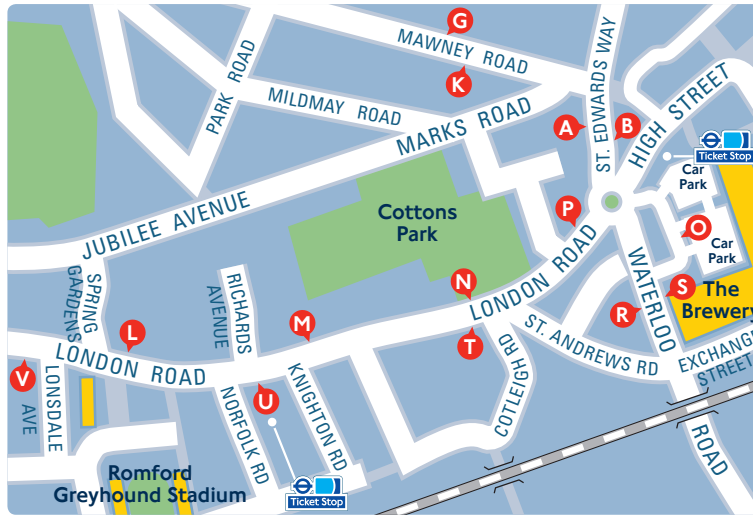 G
MAWNEY ROAD
K
ST. EDWARDS WAY
PARK ROAD
MILDMAY ROAD
MARKS ROAD
A
B
HIGH STREET
Ticket Stop
Car
Park
JUBILEE AVENUE
Cottons
Park
P
O
Car
Park
SPRING
GARDENS
RICHARDS
AVENUE
N
LONDON ROAD
WATERLOO
S
The
Brewery
L
M
T
R
ST. ANDREWS RD
EXCHANGE
STREET
V
LONDON ROAD
LONSDALE
AVE
NORFOLK RD
U
KNIGHTON RD
COTLEIGH RD
ROAD
Romford
Greyhound Stadium
Ticket Stop